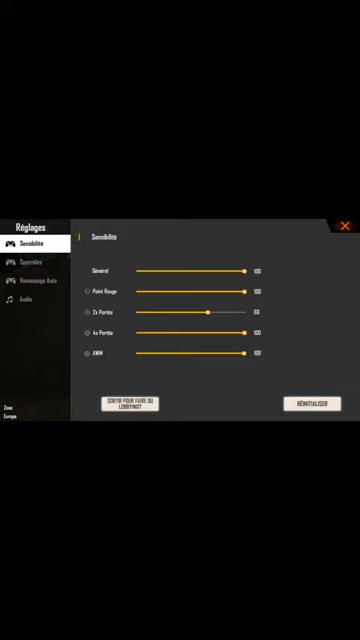 Réglages
Sensibilité
Sensibilité
Contrôles
Ramassage Auto
Audio
Général 100
Point Rouge 100
2x Portée 66
4x Portée 100
AWM 100
SORTIR POUR FAIRE DU
LOBBYING?
RÉINITIALISER
Zone
Europe